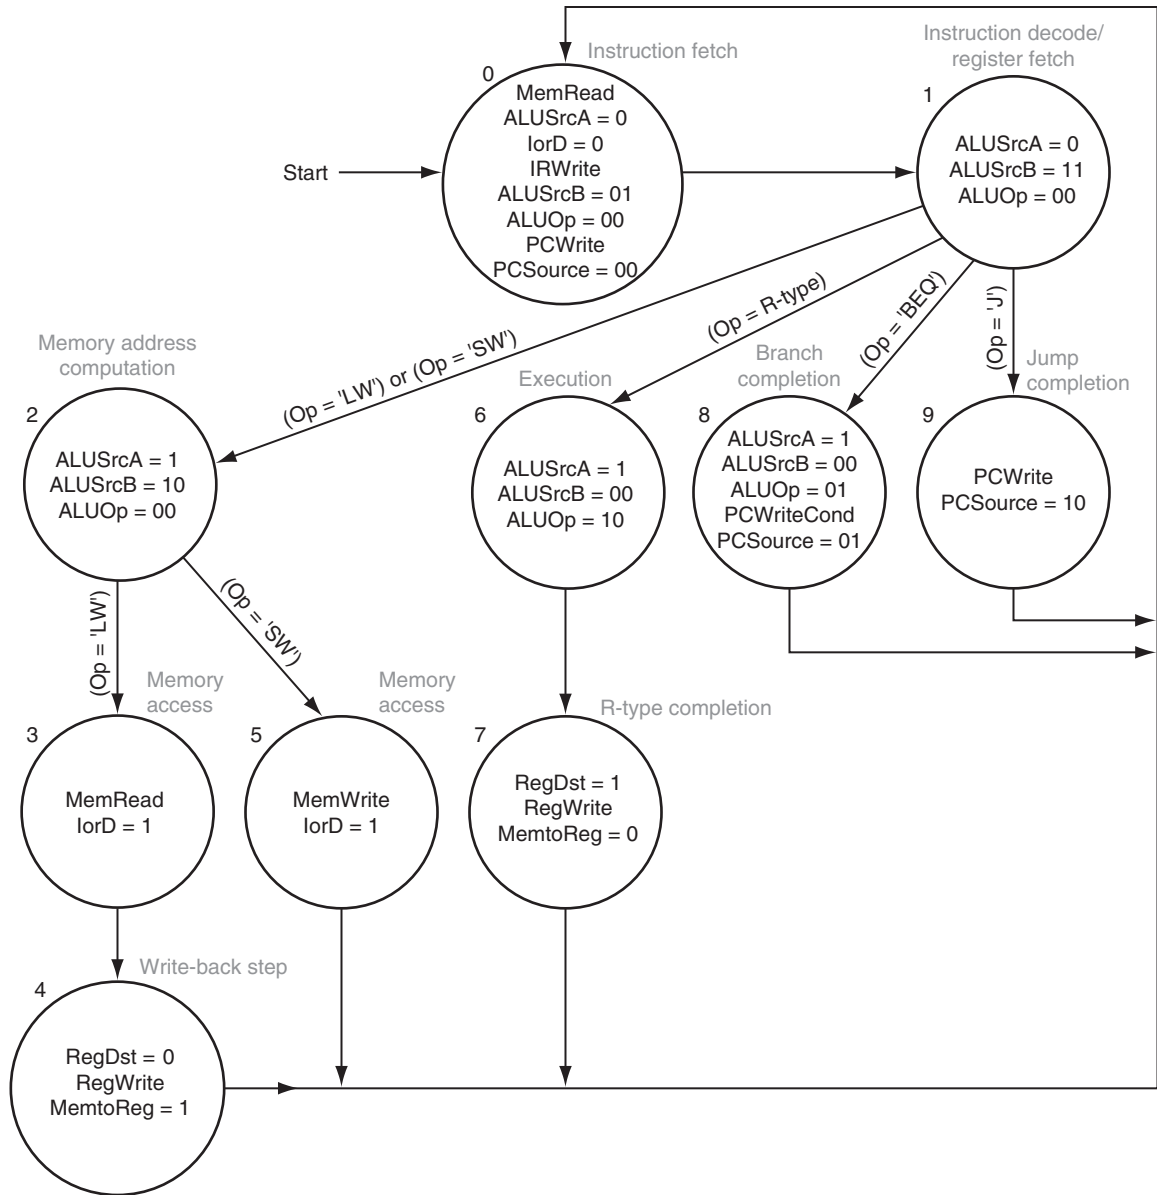 Instruction fetch
Instruction decode/
register fetch
0
MemRead
ALUSrcA = 0
IorD = 0
IRWrite
ALUSrcB = 01
ALUOp = 00
PCWrite
PCSource = 00
1
ALUSrcA = 0
ALUSrcB = 11
ALUOp = 00
Start
(Op = 'LW') or (Op = 'SW')
(Op = R-type)
(Op = 'BEQ')
(Op = 'J')
Memory address
computation
2
ALUSrcA = 1
ALUSrcB = 10
ALUOp = 00
Execution
6
ALUSrcA = 1
ALUSrcB = 00
ALUOp = 10
Branch
completion
8
ALUSrcA = 1
ALUSrcB = 00
ALUOp = 01
PCWriteCond
PCSource = 01
Jump
completion
9
PCWrite
PCSource = 10
(Op = 'LW')
(Op = 'SW')
Memory
access
3
MemRead
IorD = 1
Memory
access
5
MemWrite
IorD = 1
R-type completion
7
RegDst = 1
RegWrite
MemtoReg = 0
Write-back step
4
RegDst = 0
RegWrite
MemtoReg = 1